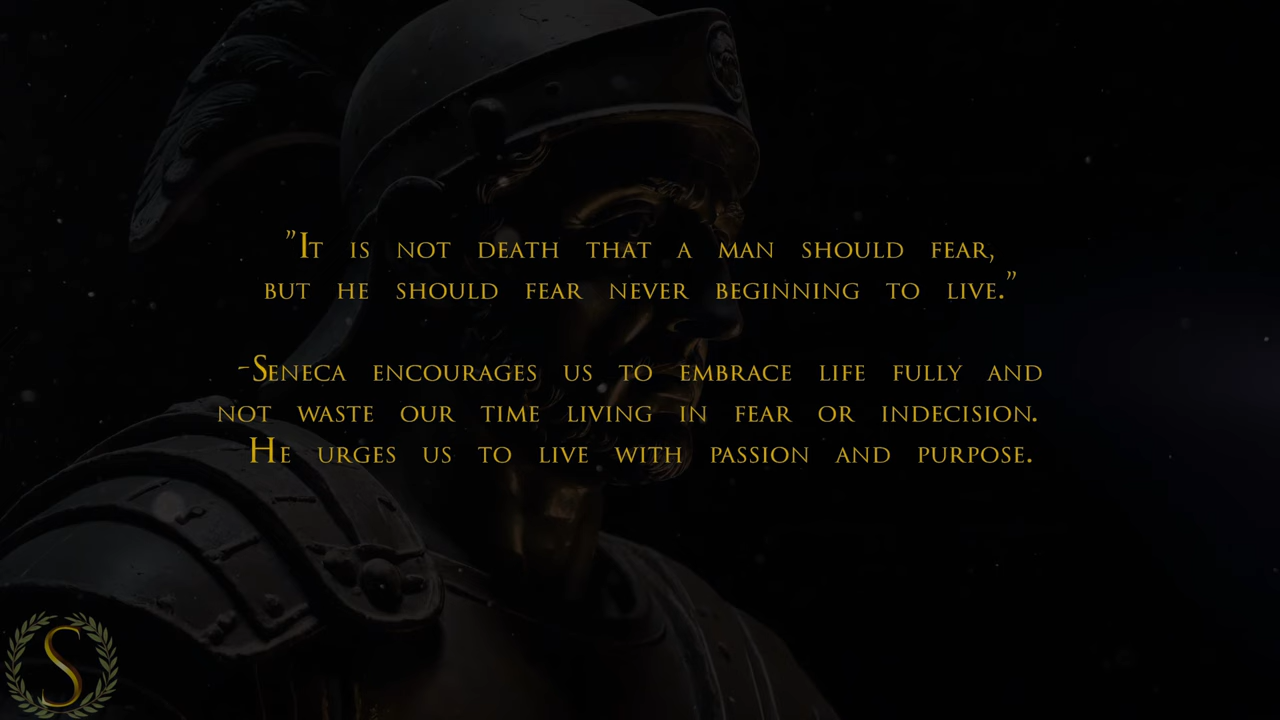 "It is not death that a man should fear,
but he should fear never beginning to live."
-Seneca encourages us to embrace life fully and
not waste our time living in fear or indecision.
He urges us to live with passion and purpose.
S